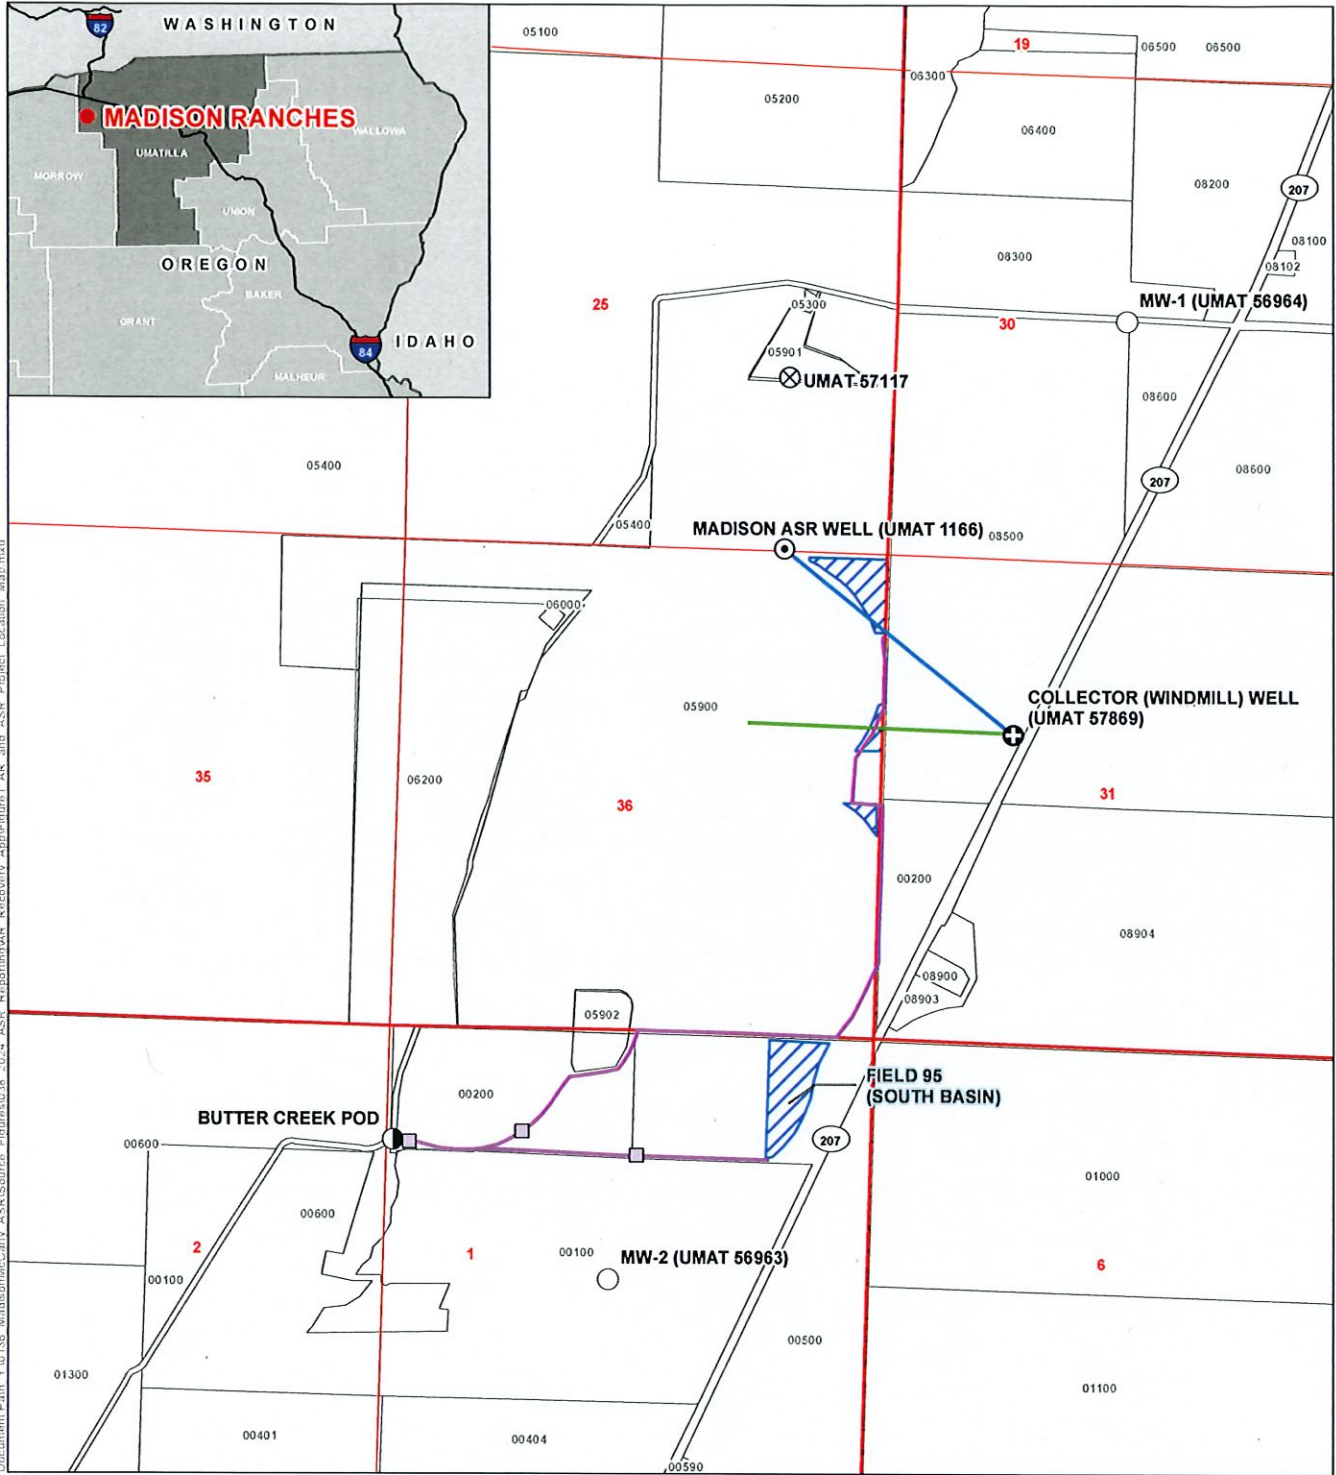 82
WASHINGTON
MADISON RANCHES
WALLOWA
UMATILLA
MORROW
UNION
OREGON
BAKER
GRANT
IDAHO
84
MALHEUR
05100
19
06500
06500
06300
05200
06400
08200
207
08100
08300
08102
25
05300
MW-1 (UMAT 56964)
30
05901
UMAT 57117
08600
05400
08600
207
05400
MADISON ASR WELL (UMAT 1166)
08500
06000
COLLECTOR (WINDMILL) WELL
(UMAT 57869)
05900
35
06200
36
31
00200
08904
08900
08903
05902
FIELD 95
(SOUTH BASIN)
00200
BUTTER CREEK POD
207
00600
01000
00600
2
1
00100
MW-2 (UMAT 56963)
6
00100
00500
01300
01100
00401
00404
00590